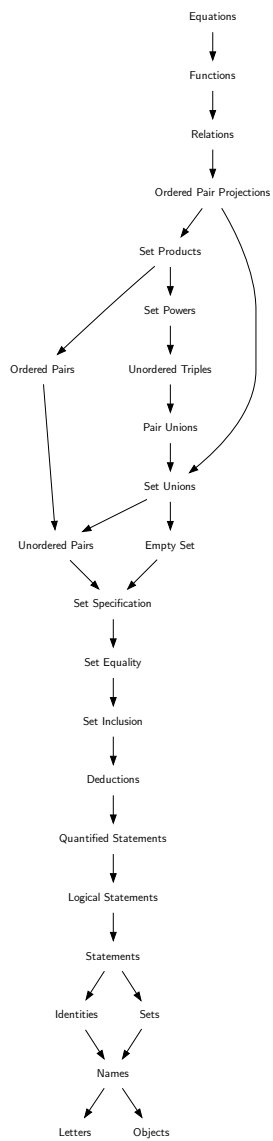 Equations
Functions
Relations
Ordered Pair Projections
Set Products
Set Powers
Ordered Pairs
Unordered Triples
Pair Unions
Set Unions
Unordered Pairs
Empty Set
Set Specification
Set Equality
Set Inclusion
Deductions
Quantified Statements
Logical Statements
Statements
Identities
Sets
Names
Letters
Objects